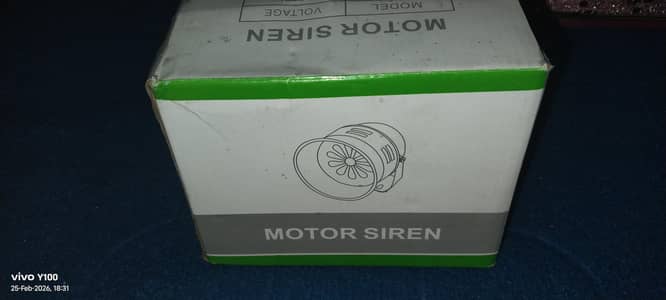 VOLTAGE
MODEL
MOTOR SIREN
MOTOR SIREN
vivo Y100
25-Feb-2026, 18:31